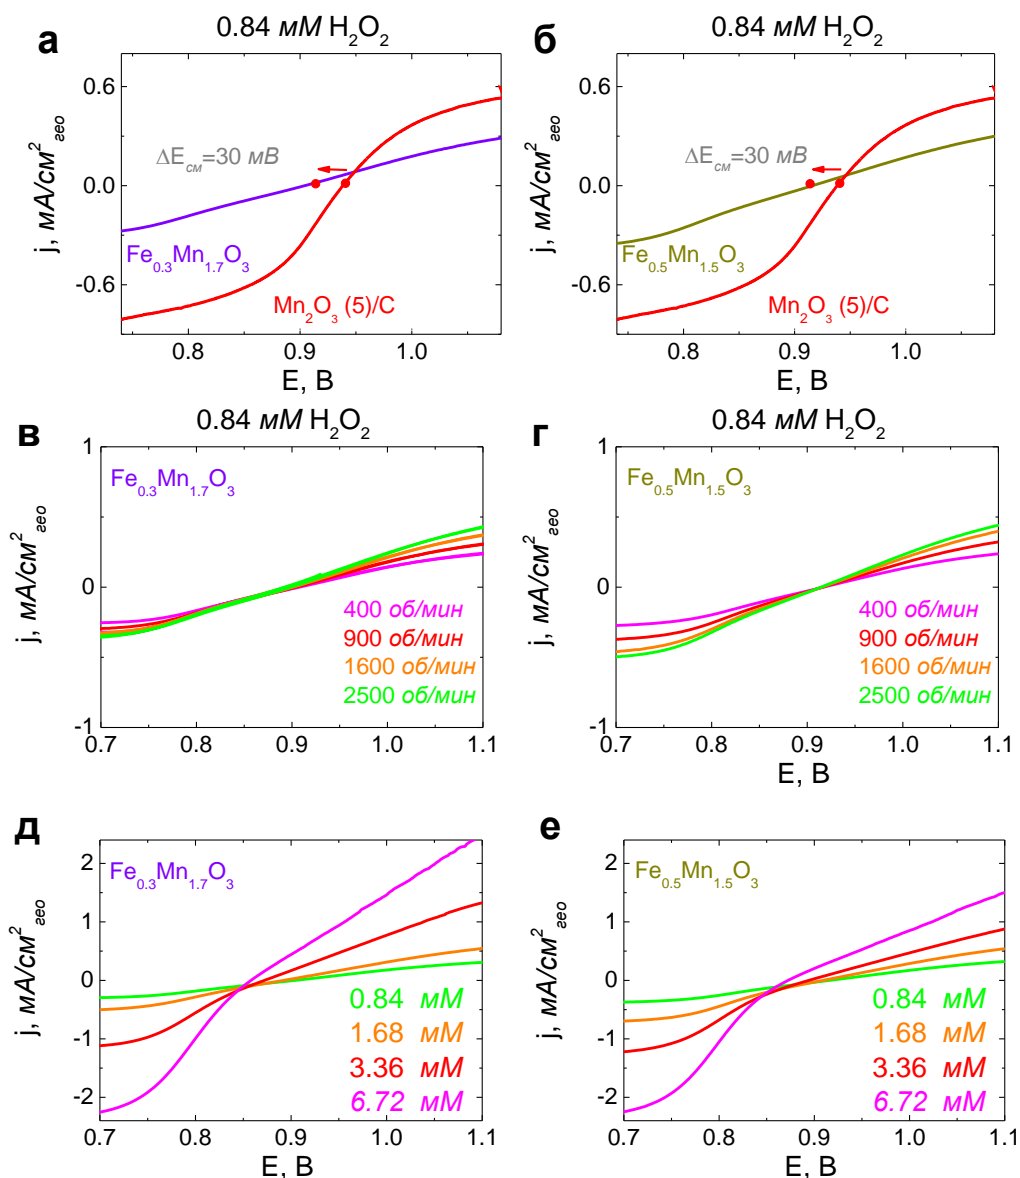 а
0.84 мМ H₂O₂
j, мА/см²гео
0.6
0.0
-0.6
ΔEсм=30 мВ
Fe₀.₃Mn₁.₇O₃
Mn₂O₃ (5)/C
0.8 0.9 1.0
E, В
б
0.84 мМ H₂O₂
j, мА/см²гео
0.6
0.0
-0.6
ΔEсм=30 мВ
Fe₀.₅Mn₁.₅O₃
Mn₂O₃ (5)/C
0.8 0.9 1.0
E, В
в
0.84 мМ H₂O₂
j, мА/см²гео
1
0
-1
Fe₀.₃Mn₁.₇O₃
400 об/мин
900 об/мин
1600 об/мин
2500 об/мин
0.7 0.8 0.9 1.0 1.1
г
0.84 мМ H₂O₂
j, мА/см²гео
1
0
-1
Fe₀.₅Mn₁.₅O₃
400 об/мин
900 об/мин
1600 об/мин
2500 об/мин
0.7 0.8 0.9 1.0 1.1
E, В
д
j, мА/см²гео
2
1
0
-1
-2
Fe₀.₃Mn₁.₇O₃
0.84 мМ
1.68 мМ
3.36 мМ
6.72 мМ
0.7 0.8 0.9 1.0 1.1
E, В
е
j, мА/см²гео
2
1
0
-1
-2
Fe₀.₅Mn₁.₅O₃
0.84 мМ
1.68 мМ
3.36 мМ
6.72 мМ
0.7 0.8 0.9 1.0 1.1
E, В